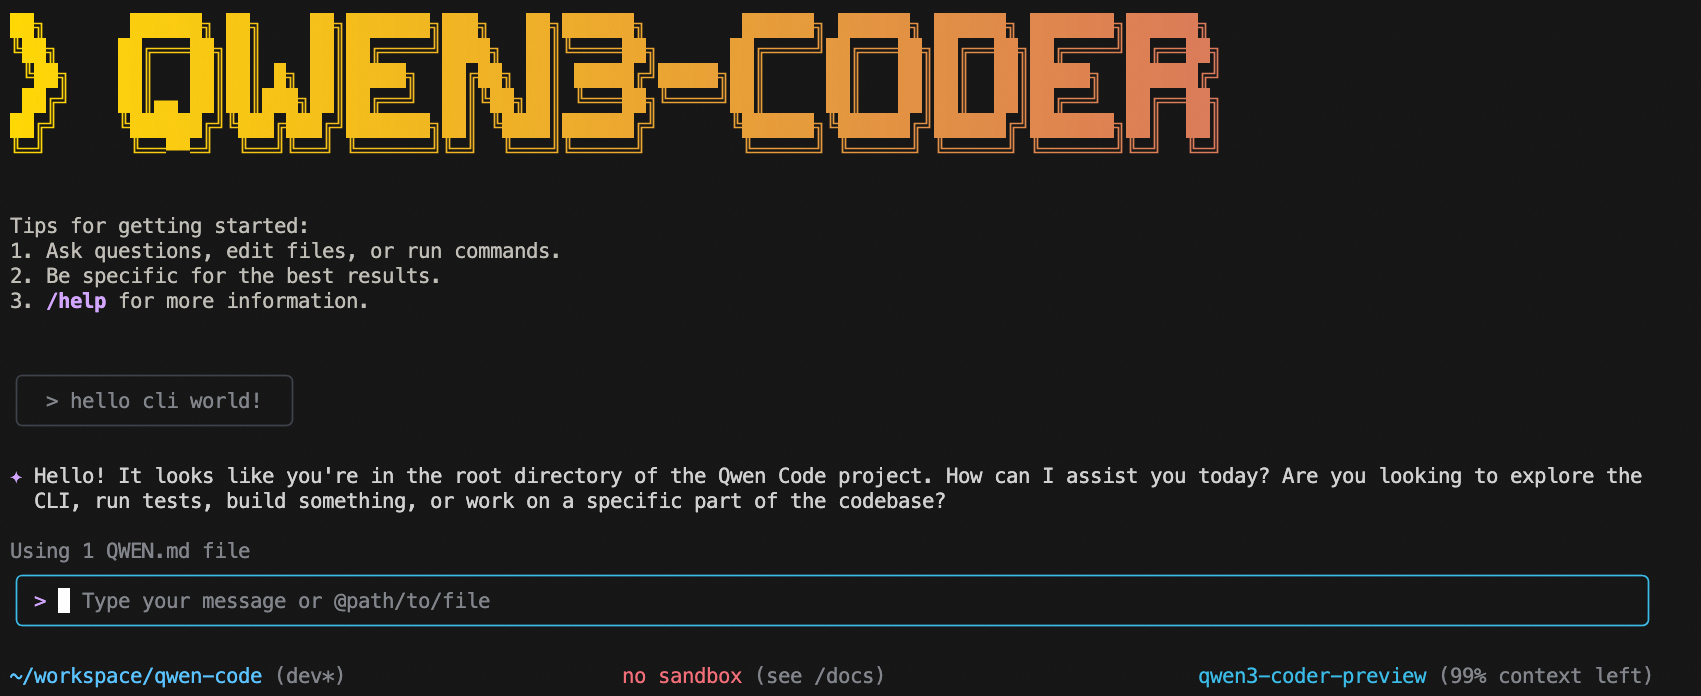 > QWEN3-CODER
Tips for getting started:
1. Ask questions, edit files, or run commands.
2. Be specific for the best results.
3. /help for more information.
> hello cli world!
✦ Hello! It looks like you're in the root directory of the Qwen Code project. How can I assist you today? Are you looking to explore the
CLI, run tests, build something, or work on a specific part of the codebase?
Using 1 QWEN.md file
> Type your message or @path/to/file
~/workspace/qwen-code (dev*) no sandbox (see /docs) qwen3-coder-preview (99% context left)